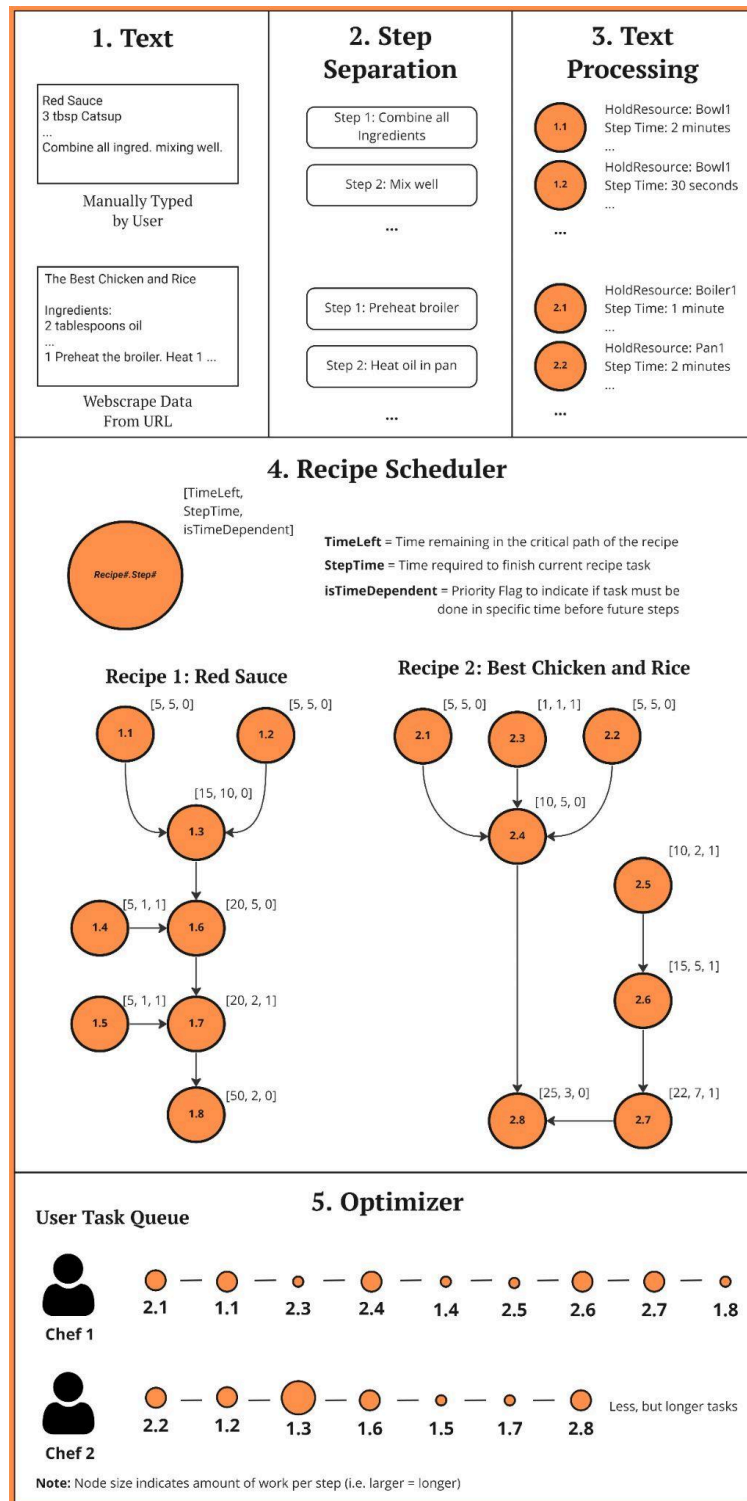 1. Text
Red Sauce
3 tbsp Catsup
...
Combine all ingred. mixing well.
Manually Typed
by User
The Best Chicken and Rice
Ingredients:
2 tablespoons oil
...
1 Preheat the broiler. Heat 1 ...
Webscrape Data
From URL
2. Step
Separation
Step 1: Combine all
Ingredients
Step 2: Mix well
...
Step 1: Preheat broiler
Step 2: Heat oil in pan
...
3. Text
Processing
1.1
HoldResource: Bowl1
Step Time: 2 minutes
...
1.2
HoldResource: Bowl1
Step Time: 30 seconds
...
...
2.1
HoldResource: Boiler1
Step Time: 1 minute
...
2.2
HoldResource: Pan1
Step Time: 2 minutes
...
...
4. Recipe Scheduler
[TimeLeft,
StepTime,
isTimeDependent]
Recipe#.Step#
TimeLeft = Time remaining in the critical path of the recipe
StepTime = Time required to finish current recipe task
isTimeDependent = Priority Flag to indicate if task must be
done in specific time before future steps
Recipe 1: Red Sauce
[5, 5, 0]
[5, 5, 0]
1.1
1.2
[15, 10, 0]
1.3
[5, 1, 1]
[20, 5, 0]
1.4
1.6
[5, 1, 1]
[20, 2, 1]
1.5
1.7
[50, 2, 0]
1.8
Recipe 2: Best Chicken and Rice
[5, 5, 0]
[1, 1, 1]
[5, 5, 0]
2.1
2.3
2.2
[10, 5, 0]
2.4
[10, 2, 1]
2.5
[15, 5, 1]
2.6
[25, 3, 0]
[22, 7, 1]
2.8
2.7
5. Optimizer
User Task Queue
Chef 1
2.1 1.1 2.3 2.4 1.4 2.5 2.6 2.7 1.8
Chef 2
2.2 1.2 1.3 1.6 1.5 1.7 2.8
Less, but longer tasks
Note: Node size indicates amount of work per step (i.e. larger = longer)